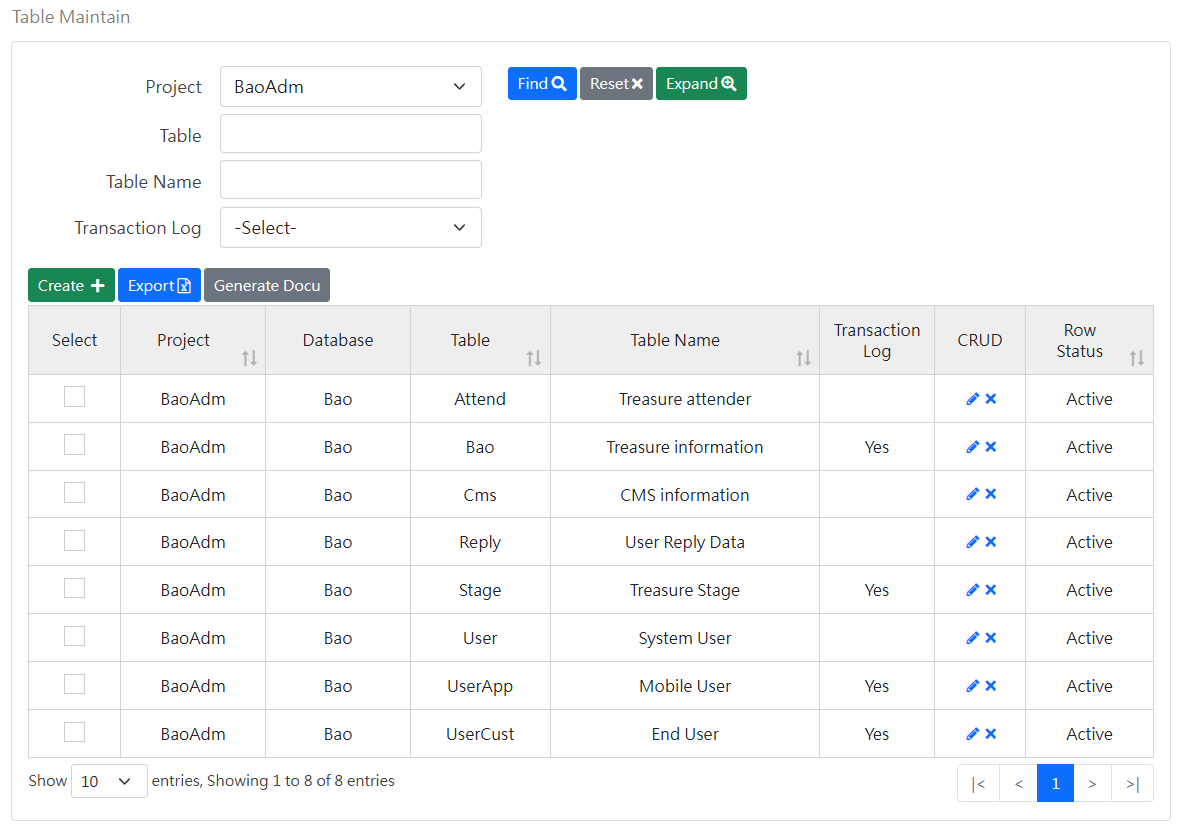 Table Maintain
Project BaoAdm Find Reset Expand
Table
Table Name
Transaction Log -Select-
Create Export Generate Docu
Select Project Database Table Table Name Transaction Log CRUD Row Status
BaoAdm Bao Attend Treasure attender Active
BaoAdm Bao Bao Treasure information Yes Active
BaoAdm Bao Cms CMS information Active
BaoAdm Bao Reply User Reply Data Active
BaoAdm Bao Stage Treasure Stage Yes Active
BaoAdm Bao User System User Active
BaoAdm Bao UserApp Mobile User Yes Active
BaoAdm Bao UserCust End User Yes Active
Show 10 entries, Showing 1 to 8 of 8 entries |< < 1 > >|